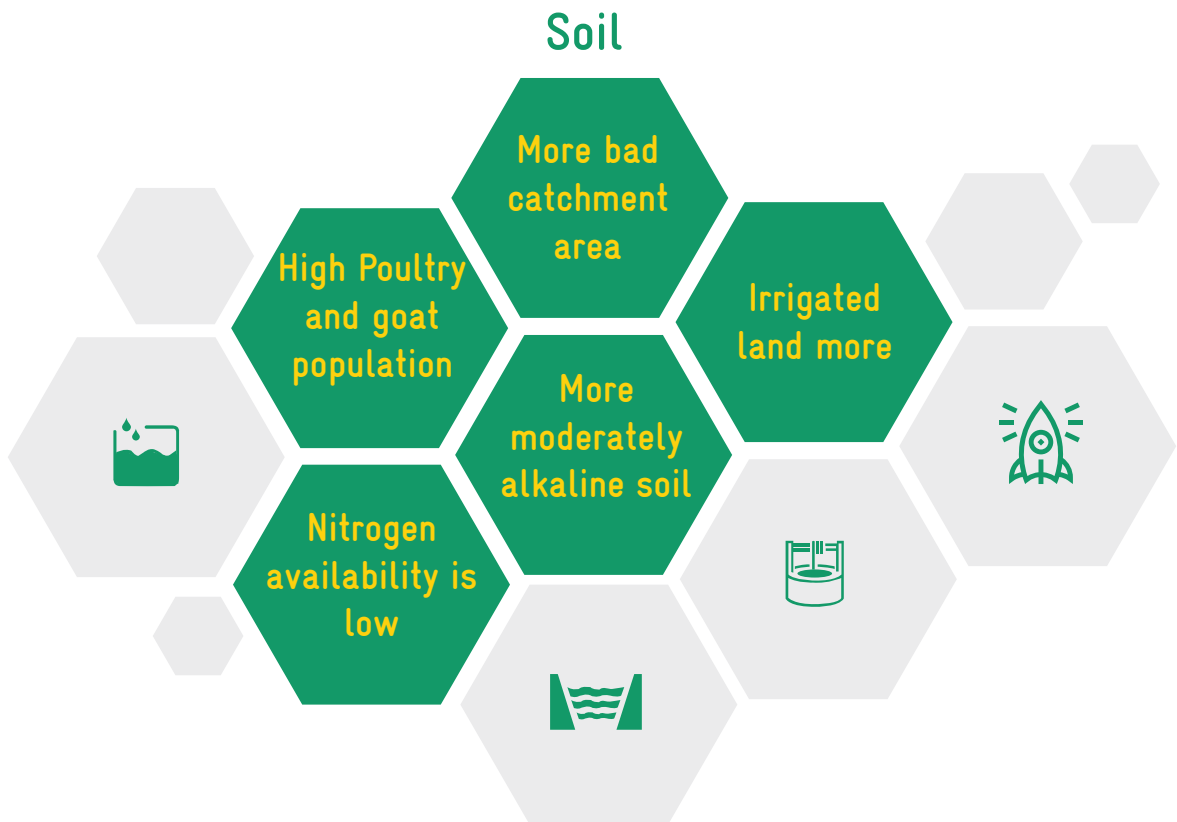 Soil
More bad
catchment
area
High Poultry
and goat
population
Irrigated
land more
More
moderately
alkaline soil
Nitrogen
availability is
low